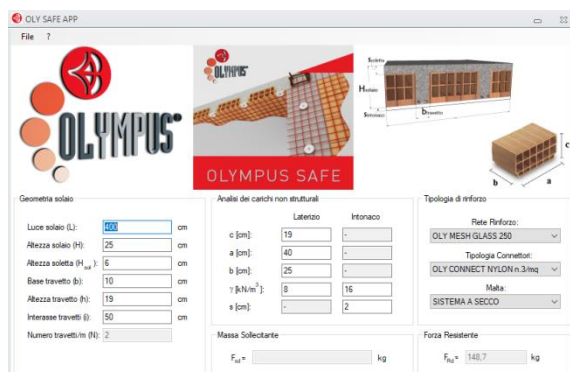 OLY SAFE APP
File ?
OLYMPUS
OLYMPUS
OLYMPUS SAFE
H
b
c
b
a
Geometria solaio
Luce solaio (L): 400 cm
Altezza solaio (H): 25 cm
Altezza soletta (H sol): 6 cm
Base travetto (b): 10 cm
Altezza travetto (h): 19 cm
Interasse travetti (i): 50 cm
Numero travetti/m (N): 2
Analisi dei carichi non strutturali
Laterizio Intonaco
c [cm]: 19 -
a [cm]: 40 -
b [cm]: 25 -
γ [kN/m³]: 8 16
s [cm]: - 2
Massa Sollecitante
F sd = kg
Tipologia di rinforzo
Rete Rinforzo:
OLY MESH GLASS 250
Tipologia Connettori:
OLY CONNECT NYLON n.3/mq
Malta:
SISTEMA A SECCO
Forza Resistente
F Rd = 148,7 kg